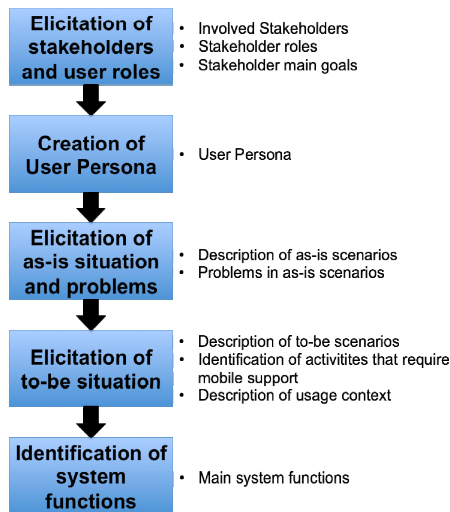 Elicitation of
stakeholders
and user roles
• Involved Stakeholders
• Stakeholder roles
• Stakeholder main goals
Creation of
User Persona
• User Persona
Elicitation of
as-is situation
and problems
• Description of as-is scenarios
• Problems in as-is scenarios
Elicitation of
to-be situation
• Description of to-be scenarios
• Identification of activitites that require
mobile support
• Description of usage context
Identification of
system
functions
• Main system functions